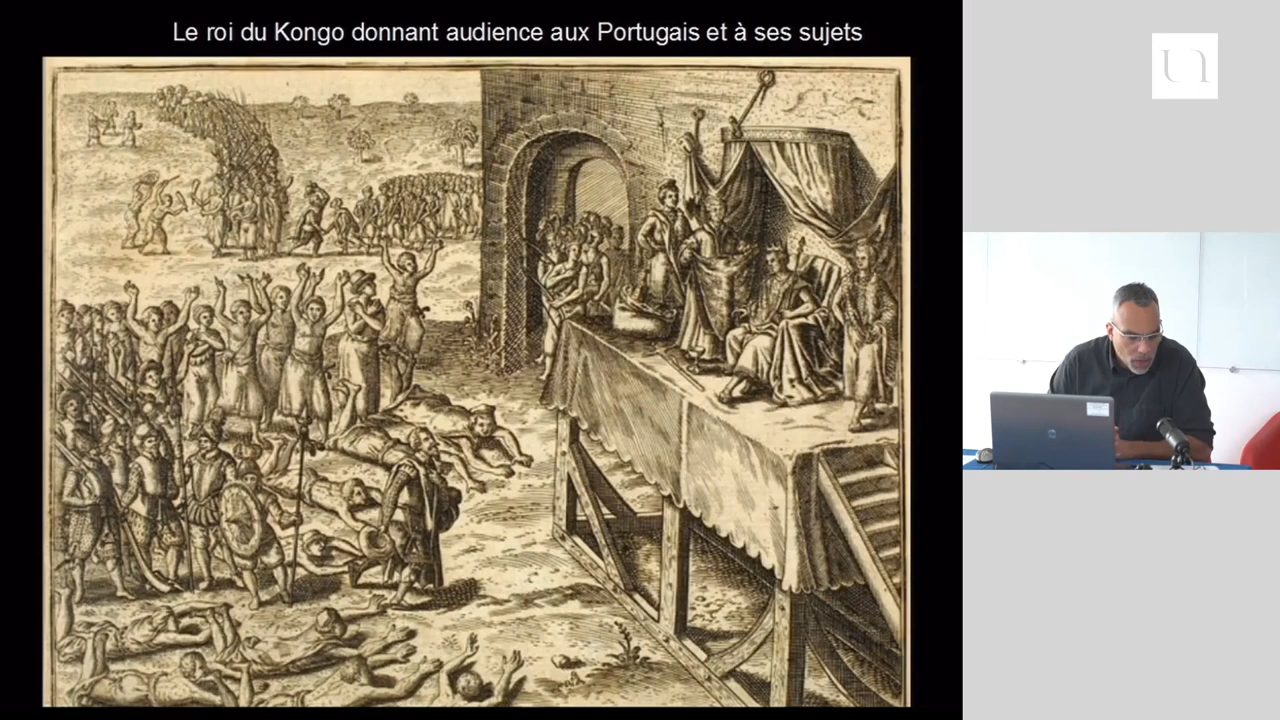 Le roi du Kongo donnant audience aux Portugais et à ses sujets